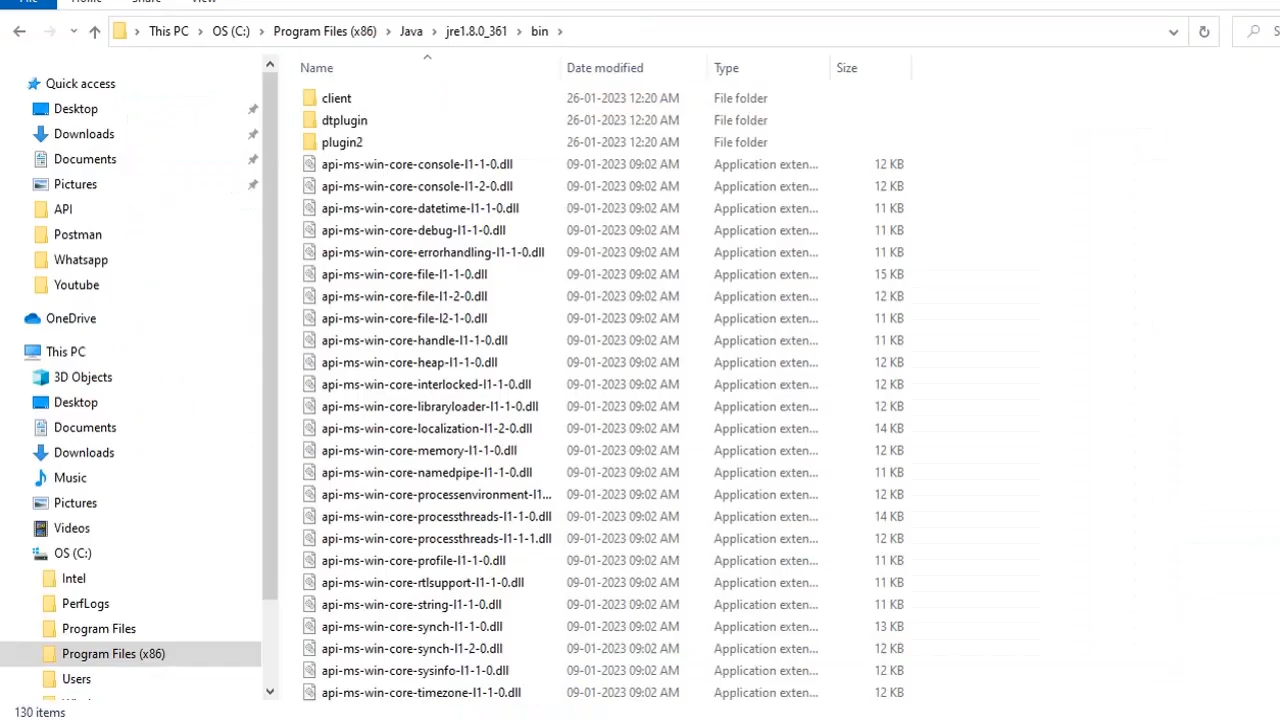 File Home Share View
This PC > OS (C:) > Program Files (x86) > Java > jre1.8.0_361 > bin >
Name Date modified Type Size
Quick access
Desktop
Downloads
Documents
Pictures
API
Postman
Whatsapp
Youtube
OneDrive
This PC
3D Objects
Desktop
Documents
Downloads
Music
Pictures
Videos
OS (C:)
Intel
PerfLogs
Program Files
Program Files (x86)
Users
client 26-01-2023 12:20 AM File folder
dtplugin 26-01-2023 12:20 AM File folder
plugin2 26-01-2023 12:20 AM File folder
api-ms-win-core-console-l1-1-0.dll 09-01-2023 09:02 AM Application exten... 12 KB
api-ms-win-core-console-l1-2-0.dll 09-01-2023 09:02 AM Application exten... 12 KB
api-ms-win-core-datetime-l1-1-0.dll 09-01-2023 09:02 AM Application exten... 11 KB
api-ms-win-core-debug-l1-1-0.dll 09-01-2023 09:02 AM Application exten... 11 KB
api-ms-win-core-errorhandling-l1-1-0.dll 09-01-2023 09:02 AM Application exten... 11 KB
api-ms-win-core-file-l1-1-0.dll 09-01-2023 09:02 AM Application exten... 15 KB
api-ms-win-core-file-l1-2-0.dll 09-01-2023 09:02 AM Application exten... 12 KB
api-ms-win-core-file-l2-1-0.dll 09-01-2023 09:02 AM Application exten... 11 KB
api-ms-win-core-handle-l1-1-0.dll 09-01-2023 09:02 AM Application exten... 11 KB
api-ms-win-core-heap-l1-1-0.dll 09-01-2023 09:02 AM Application exten... 12 KB
api-ms-win-core-interlocked-l1-1-0.dll 09-01-2023 09:02 AM Application exten... 12 KB
api-ms-win-core-libraryloader-l1-1-0.dll 09-01-2023 09:02 AM Application exten... 12 KB
api-ms-win-core-localization-l1-2-0.dll 09-01-2023 09:02 AM Application exten... 14 KB
api-ms-win-core-memory-l1-1-0.dll 09-01-2023 09:02 AM Application exten... 12 KB
api-ms-win-core-namedpipe-l1-1-0.dll 09-01-2023 09:02 AM Application exten... 11 KB
api-ms-win-core-processenvironment-l1... 09-01-2023 09:02 AM Application exten... 12 KB
api-ms-win-core-processthreads-l1-1-0.dll 09-01-2023 09:02 AM Application exten... 14 KB
api-ms-win-core-processthreads-l1-1-1.dll 09-01-2023 09:02 AM Application exten... 12 KB
api-ms-win-core-profile-l1-1-0.dll 09-01-2023 09:02 AM Application exten... 11 KB
api-ms-win-core-rtlsupport-l1-1-0.dll 09-01-2023 09:02 AM Application exten... 11 KB
api-ms-win-core-string-l1-1-0.dll 09-01-2023 09:02 AM Application exten... 11 KB
api-ms-win-core-synch-l1-1-0.dll 09-01-2023 09:02 AM Application exten... 13 KB
api-ms-win-core-synch-l1-2-0.dll 09-01-2023 09:02 AM Application exten... 12 KB
api-ms-win-core-sysinfo-l1-1-0.dll 09-01-2023 09:02 AM Application exten... 12 KB
api-ms-win-core-timezone-l1-1-0.dll 09-01-2023 09:02 AM Application exten... 12 KB
130 items